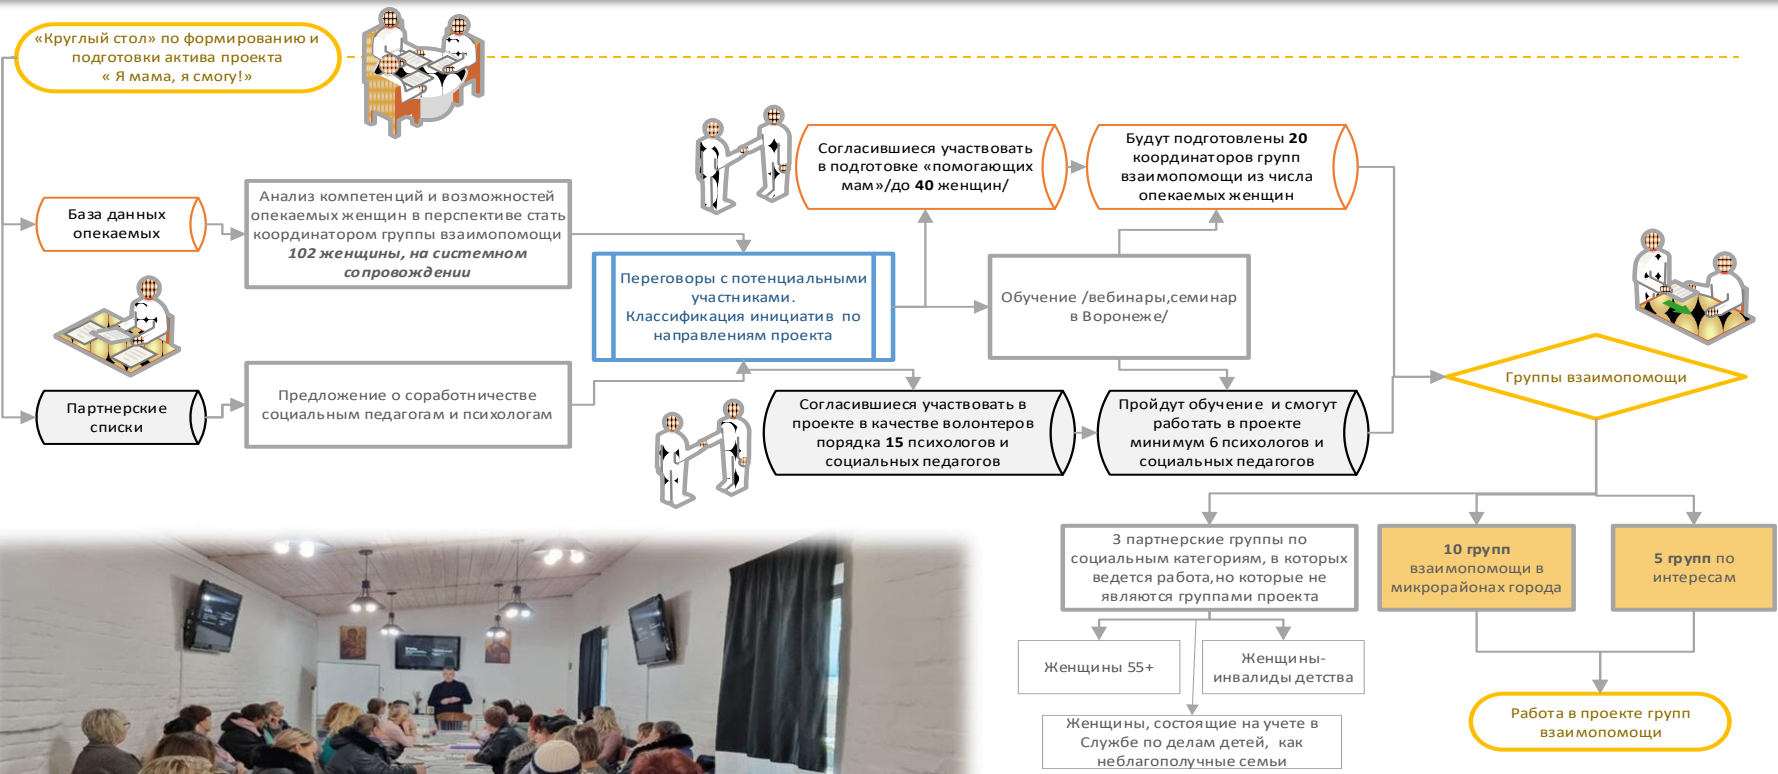 «Круглый стол» по формированию и
подготовки актива проекта
« Я мама, я смогу!»
База данных
опекаемых
Анализ компетенций и возможностей
опекаемых женщин в перспективе стать
координатором группы взаимопомощи
102 женщины, на системном
сопровождении
Партнерские
списки
Предложение о соработничестве
социальным педагогам и психологам
Переговоры с потенциальными
участниками.
Классификация инициатив по
направлениям проекта
Согласившиеся участвовать
в подготовке «помогающих
мам»/до 40 женщин/
Будут подготовлены 20
координаторов групп
взаимопомощи из числа
опекаемых женщин
Обучение /вебинары,семинар
в Воронеже/
Согласившиеся участвовать в
проекте в качестве волонтеров
порядка 15 психологов и
социальных педагогов
Пройдут обучение и смогут
работать в проекте
минимум 6 психологов и
социальных педагогов
Группы взаимопомощи
3 партнерские группы по
социальным категориям, в которых
ведется работа,но которые не
являются группами проекта
10 групп
взаимопомощи в
микрорайонах города
5 групп по
интересам
Женщины 55+
Женщины-
инвалиды детства
Женщины, состоящие на учете в
Службе по делам детей, как
неблагополучные семьи
Работа в проекте групп
взаимопомощи